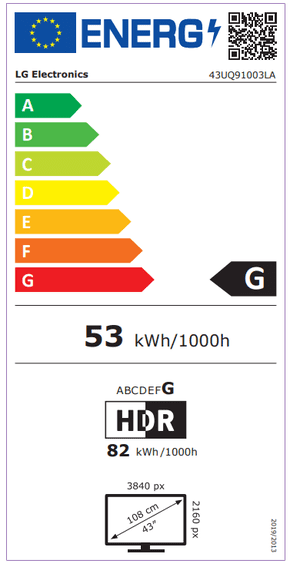 ENERG
LG Electronics 43UQ91003LA
A
B
C
D
E
F
G
G
53 kWh/1000h
ABCDEFG
HDR
82 kWh/1000h
3840 px
108 cm
43"
2160 px
2019/2013